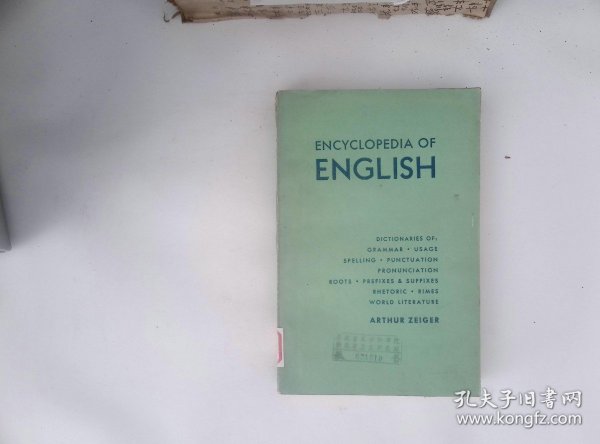 ENCYCLOPEDIA OF
ENGLISH
DICTIONARIES OF:
GRAMMAR • USAGE
SPELLING • PUNCTUATION
PRONUNCIATION
ROOTS • PREFIXES & SUFFIXES
RHETORIC • RIMES
WORLD LITERATURE
ARTHUR ZEIGER
孔夫子旧书网
www.kongfz.com